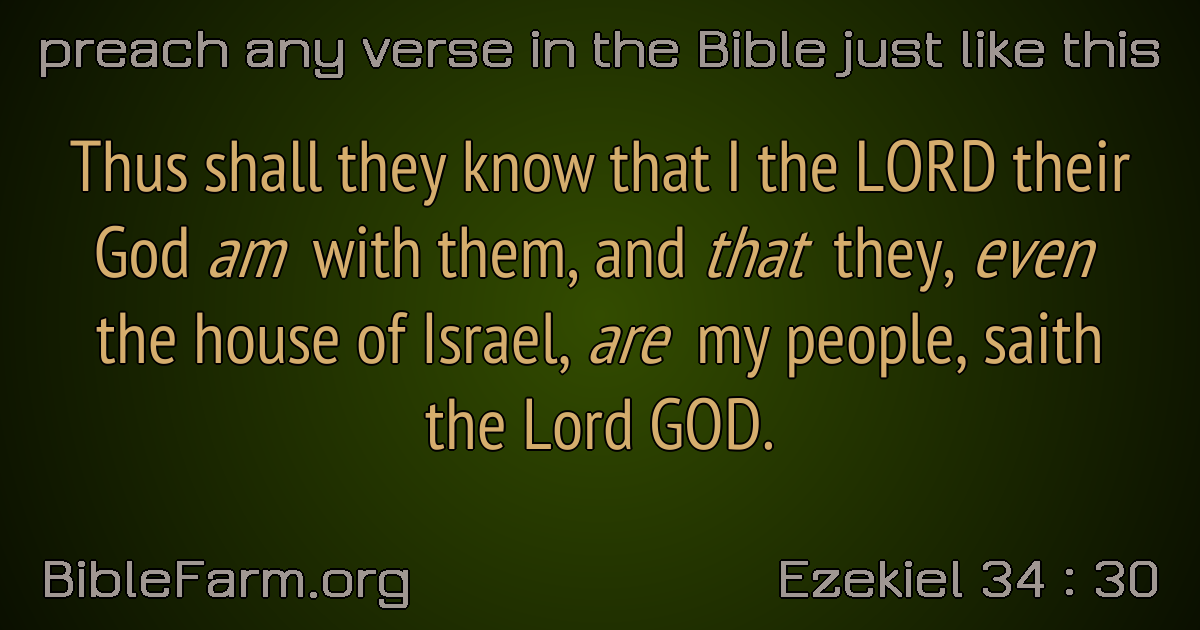 preach any verse in the Bible just like this
Thus shall they know that I the LORD their
God am with them, and that they, even
the house of Israel, are my people, saith
the Lord GOD.
BibleFarm.org
Ezekiel 34 : 30